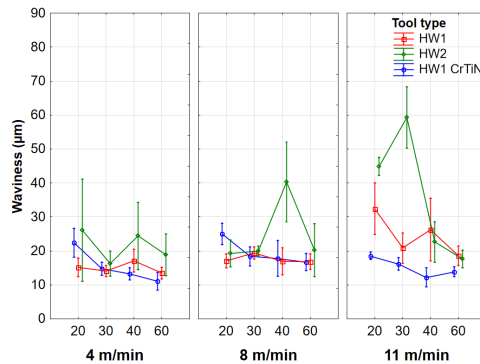 Waviness (µm)
90
80
70
60
50
40
30
20
10
0
Tool type
HW1
HW2
HW1 CrTiN
20 30 40 60
20 30 40 60
20 30 40 60
4 m/min
8 m/min
11 m/min